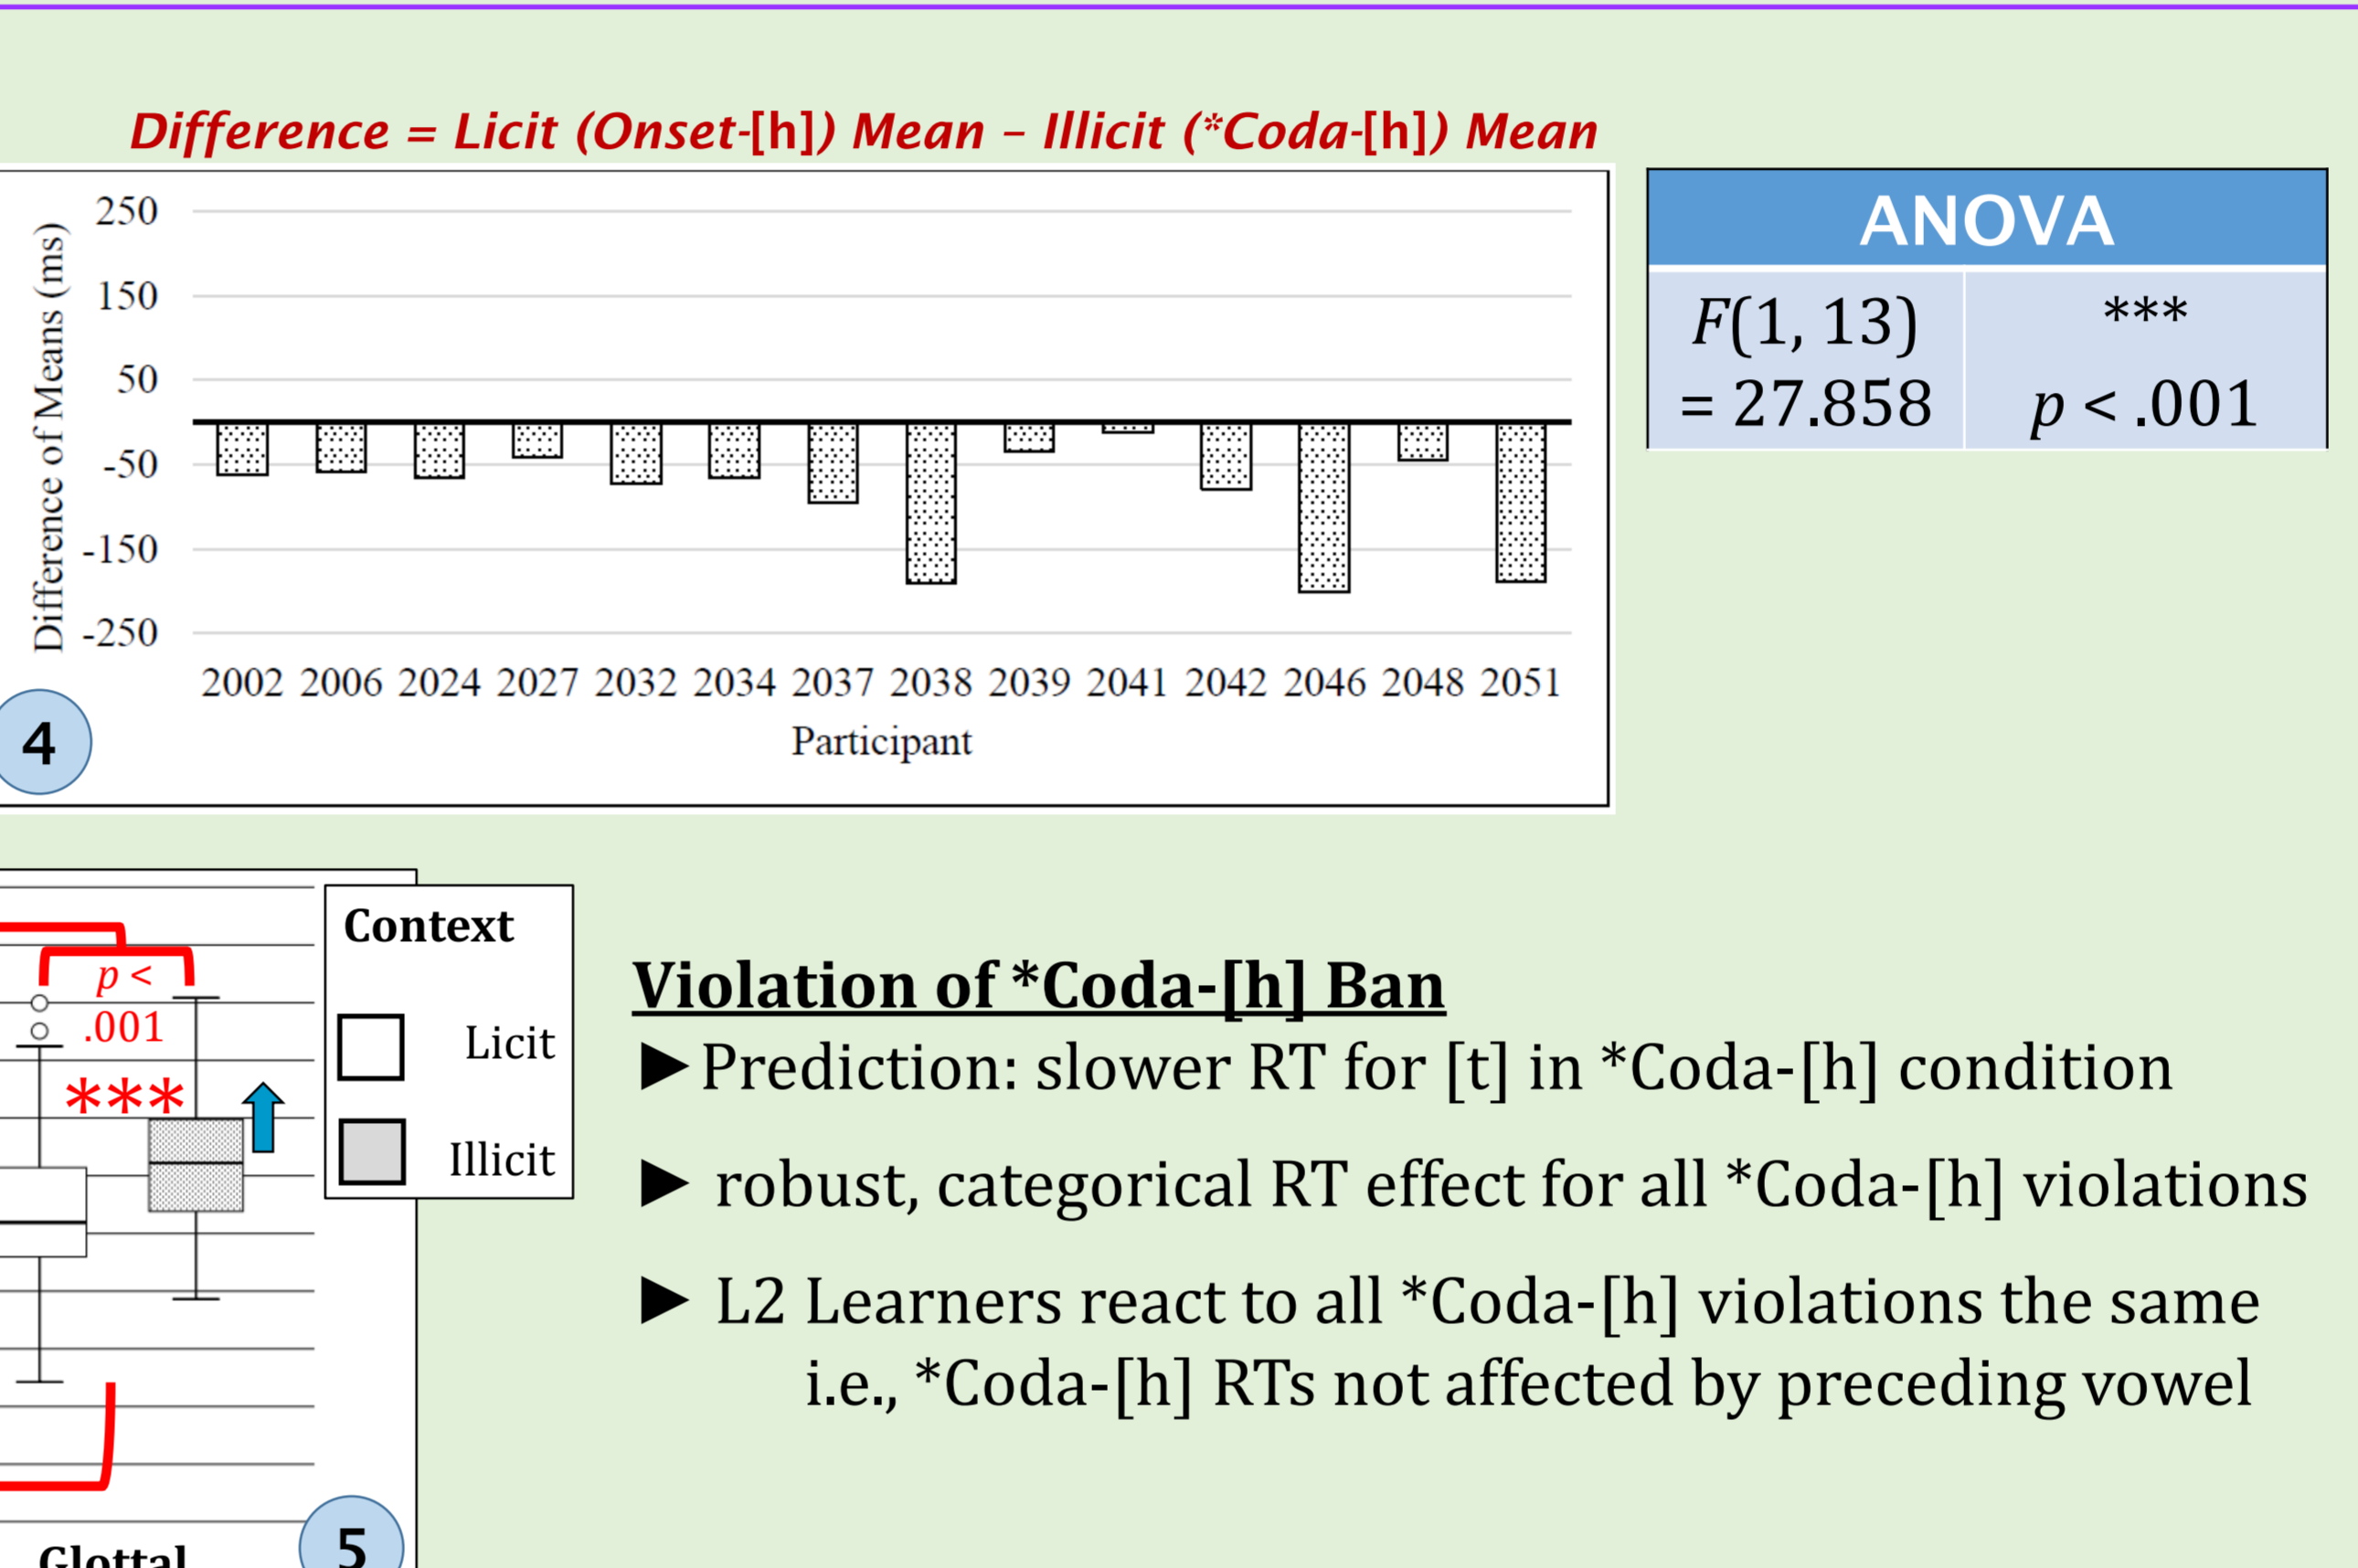 Difference = Licit (Onset-[h]) Mean – Illicit (*Coda-[h]) Mean
Difference of Means (ms)
250
150
50
-50
-150
-250
2002 2006 2024 2027 2032 2034 2037 2038 2039 2041 2042 2046 2048 2051
Participant
4
ANOVA
F(1, 13)
= 27.858
***
p < .001
p <
.001
***
Context
Licit
Illicit
Glottal
5
Violation of *Coda-[h] Ban
►Prediction: slower RT for [t] in *Coda-[h] condition
► robust, categorical RT effect for all *Coda-[h] violations
► L2 Learners react to all *Coda-[h] violations the same
i.e., *Coda-[h] RTs not affected by preceding vowel